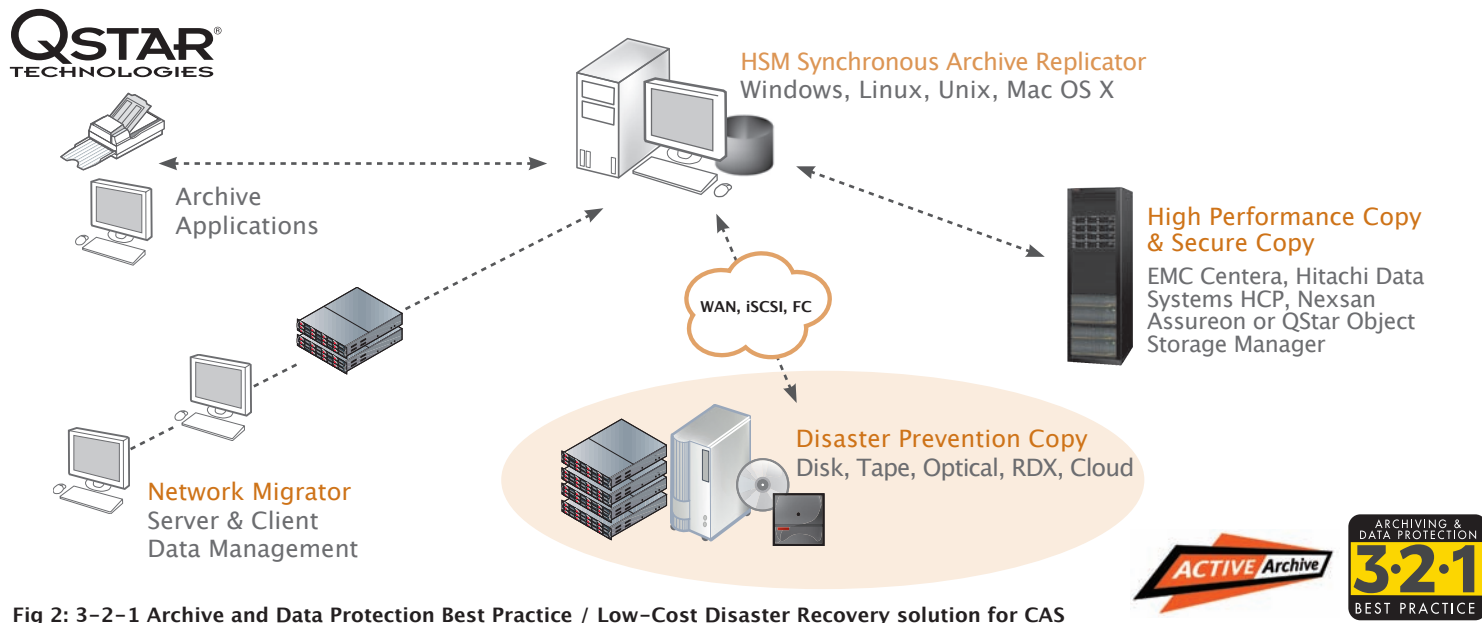 QSTAR®
TECHNOLOGIES
HSM Synchronous Archive Replicator
Windows, Linux, Unix, Mac OS X
Archive
Applications
High Performance Copy
& Secure Copy
EMC Centera, Hitachi Data
Systems HCP, Nexsan
Assureon or QStar Object
Storage Manager
WAN, iSCSI, FC
Disaster Prevention Copy
Disk, Tape, Optical, RDX, Cloud
Network Migrator
Server & Client
Data Management
ACTIVE Archive
ARCHIVING &
DATA PROTECTION
3•2•1
BEST PRACTICE
Fig 2: 3-2-1 Archive and Data Protection Best Practice / Low-Cost Disaster Recovery solution for CAS